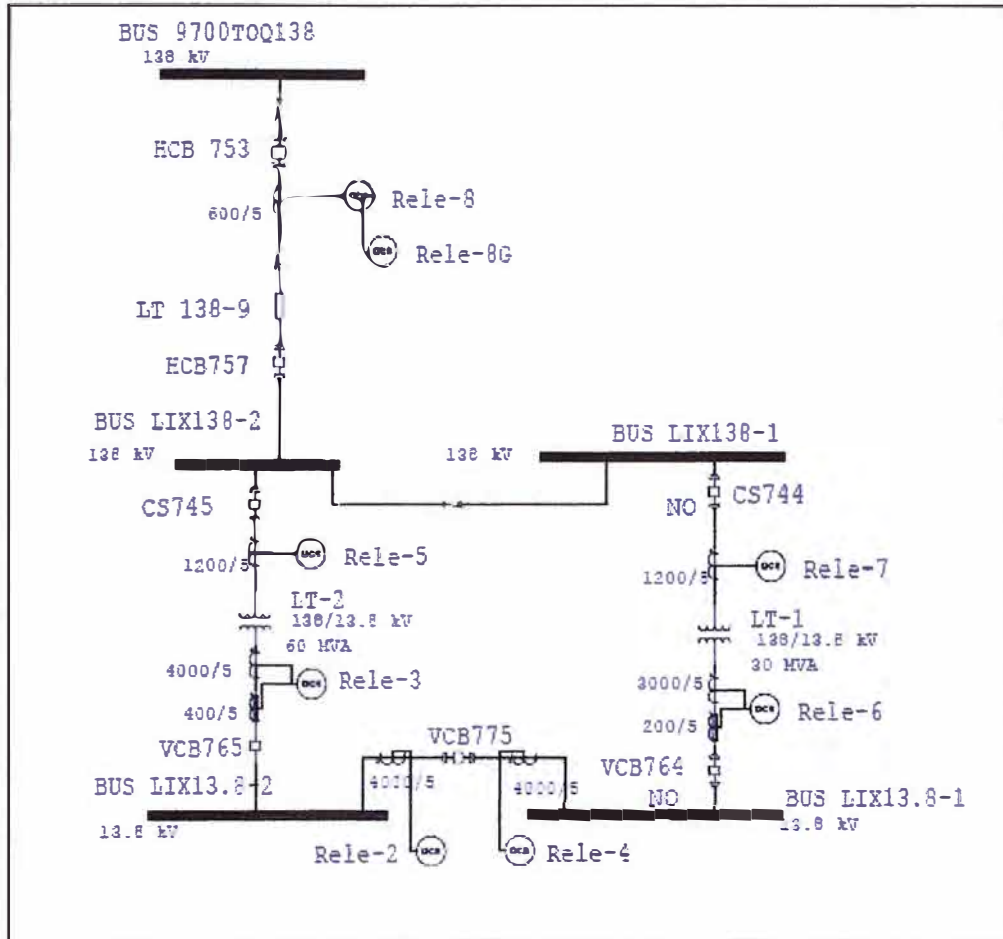 BUS 9700TOQ138
138 kV
HCB 753
600/5
Rele-8
Rele-8G
LT 138-9
HCB757
BUS LIX138-2
138 kV
BUS LIX138-1
138 kV
CS745
CS744
NO
1200/5
Rele-5
1200/5
Rele-7
LT-2
138/13.8 kV
60 MVA
LT-1
138/13.8 kV
30 MVA
4000/5
Rele-3
400/5
3000/5
Rele-6
200/5
VCB765
VCB775
VCB764
4000/5
4000/5
NO
BUS LIX13.8-2
13.8 kV
BUS LIX13.8-1
13.8 kV
Rele-2
Rele-4